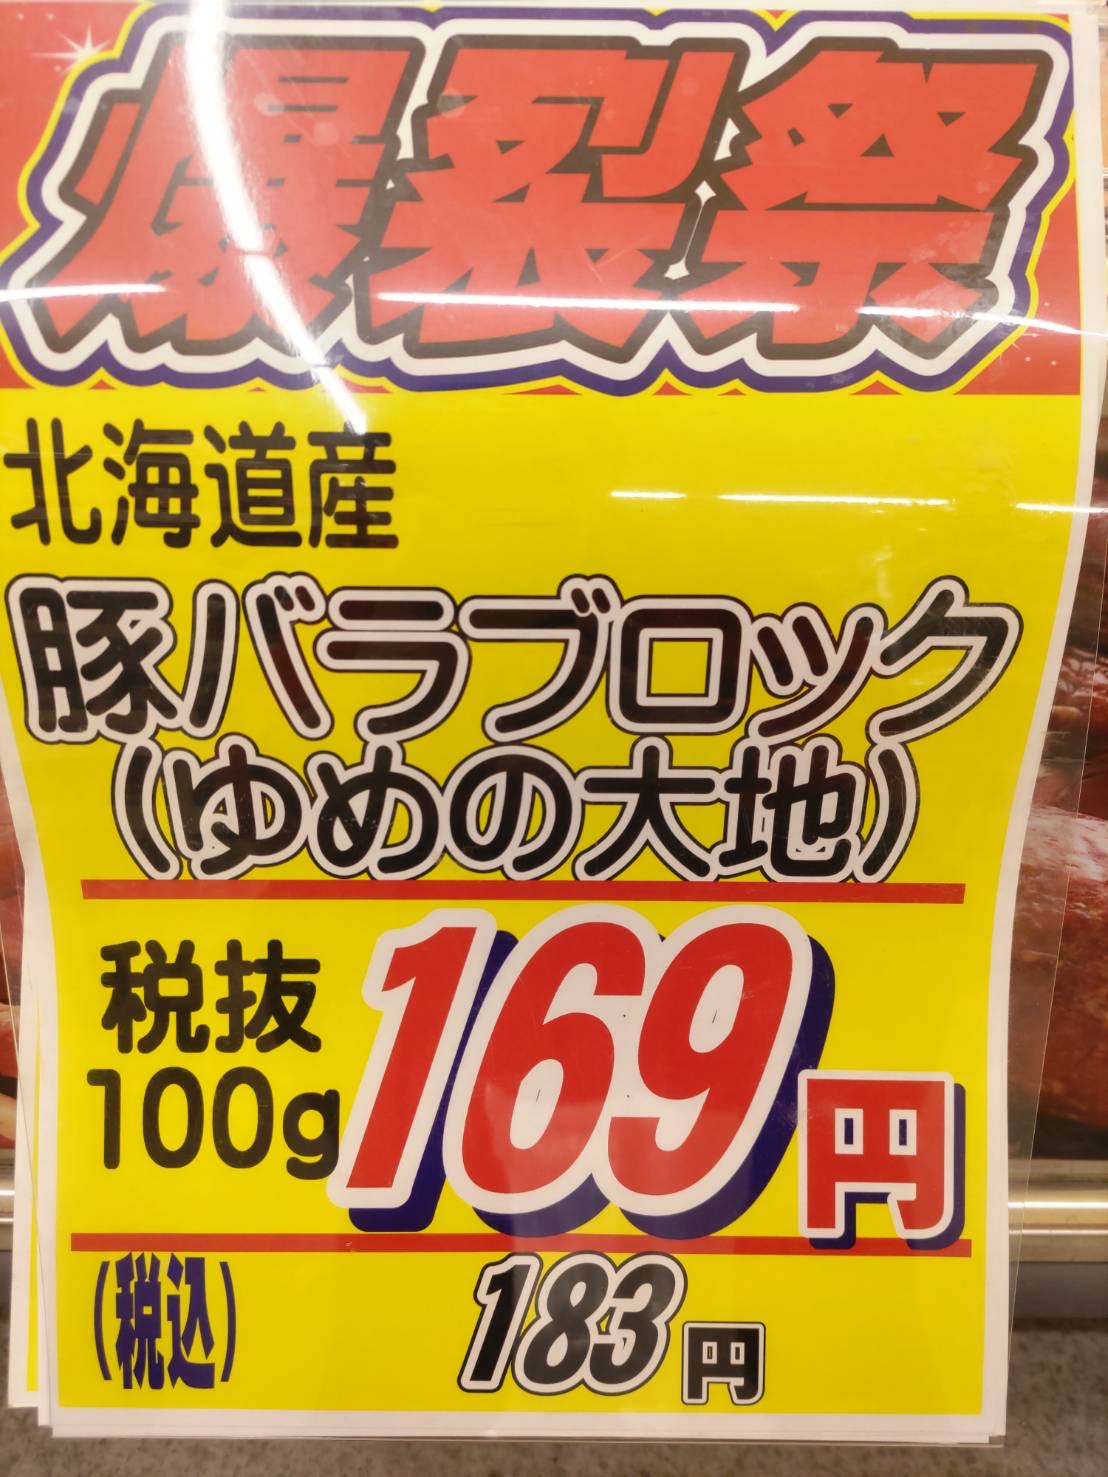 爆裂祭
北海道産
豚バラブロック
(ゆめの大地)
税抜
100g
169円
(税込)
183円